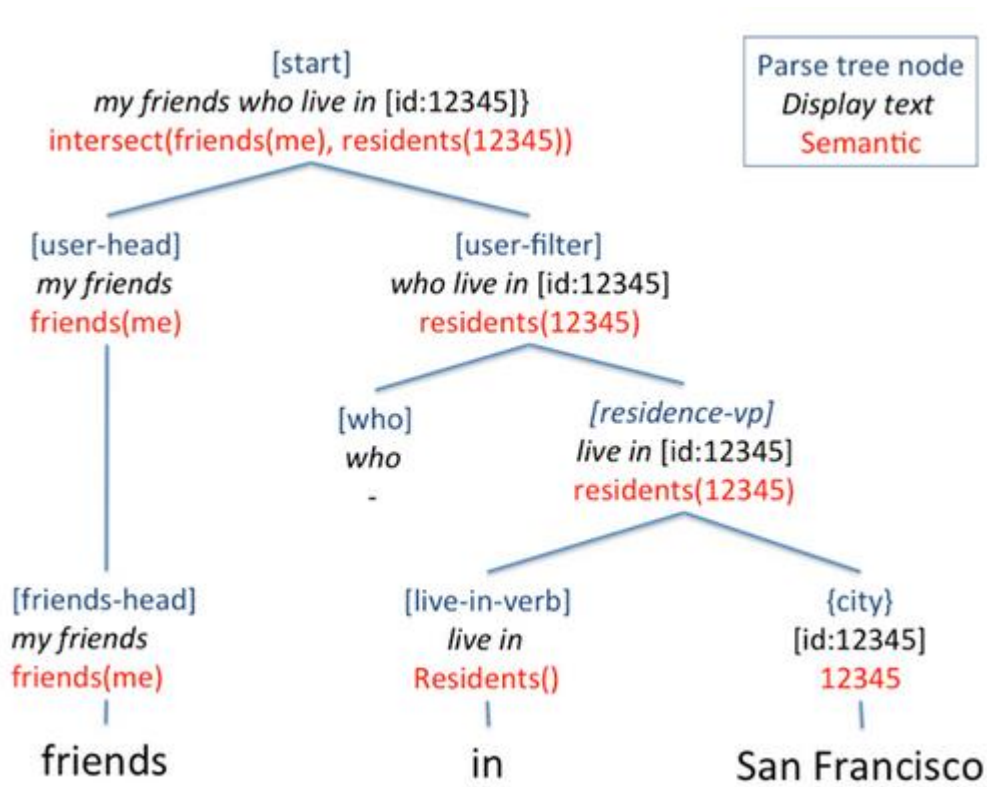 [start]
my friends who live in [id:12345]}
intersect(friends(me), residents(12345))
Parse tree node
Display text
Semantic
[user-head]
my friends
friends(me)
[user-filter]
who live in [id:12345]
residents(12345)
[who]
who
-
[residence-vp]
live in [id:12345]
residents(12345)
[friends-head]
my friends
friends(me)
[live-in-verb]
live in
Residents()
{city}
[id:12345]
12345
friends
in
San Francisco